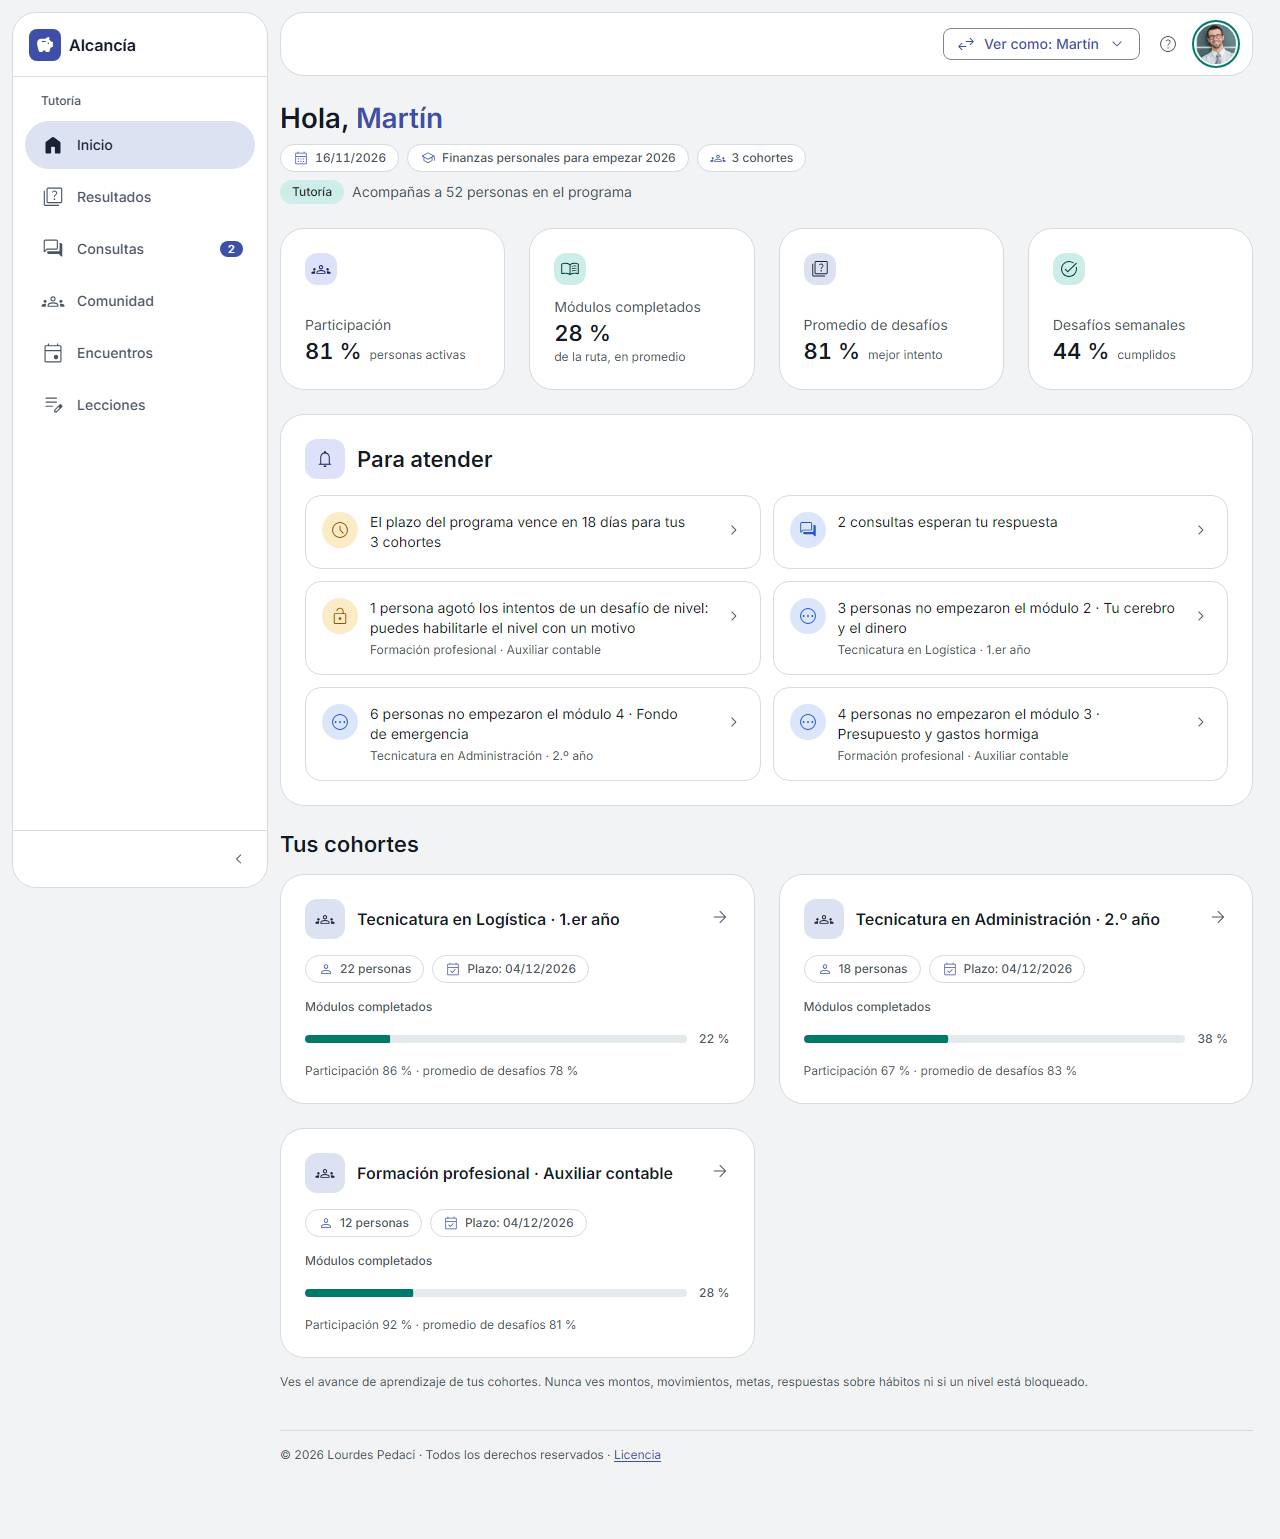 Alcancía
Ver como: Martín
Tutoría
Inicio
Resultados
Consultas
2
Comunidad
Encuentros
Lecciones
Hola, Martín
16/11/2026
Finanzas personales para empezar 2026
3 cohortes
Tutoría
Acompañas a 52 personas en el programa
Participación
81 % personas activas
Módulos completados
28 %
de la ruta, en promedio
Promedio de desafíos
81 % mejor intento
Desafíos semanales
44 % cumplidos
Para atender
El plazo del programa vence en 18 días para tus
3 cohortes
2 consultas esperan tu respuesta
1 persona agotó los intentos de un desafío de nivel:
puedes habilitarle el nivel con un motivo
Formación profesional · Auxiliar contable
3 personas no empezaron el módulo 2 · Tu cerebro
y el dinero
Tecnicatura en Logística · 1.er año
6 personas no empezaron el módulo 4 · Fondo
de emergencia
Tecnicatura en Administración · 2.º año
4 personas no empezaron el módulo 3 ·
Presupuesto y gastos hormiga
Formación profesional · Auxiliar contable
Tus cohortes
Tecnicatura en Logística · 1.er año
22 personas
Plazo: 04/12/2026
Módulos completados
22 %
Participación 86 % · promedio de desafíos 78 %
Tecnicatura en Administración · 2.º año
18 personas
Plazo: 04/12/2026
Módulos completados
38 %
Participación 67 % · promedio de desafíos 83 %
Formación profesional · Auxiliar contable
12 personas
Plazo: 04/12/2026
Módulos completados
28 %
Participación 92 % · promedio de desafíos 81 %
Ves el avance de aprendizaje de tus cohortes. Nunca ves montos, movimientos, metas, respuestas sobre hábitos ni si un nivel está bloqueado.
© 2026 Lourdes Pedaci · Todos los derechos reservados · Licencia